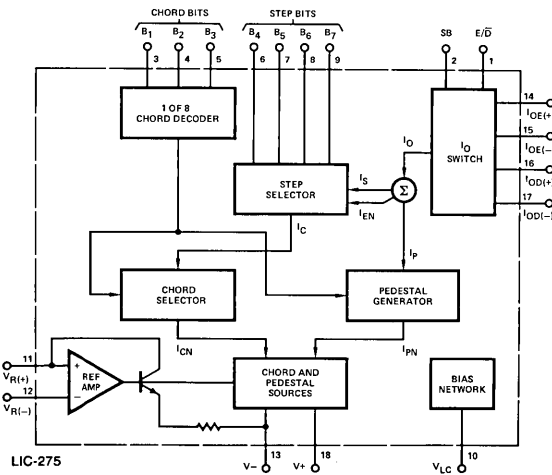 CHORD BITS
STEP BITS
B1 B2 B3 B4 B5 B6 B7
SB E/D̅
3 4 5 6 7 8 9 2 1
1 OF 8
CHORD DECODER
14
IOE(+
15
IOE(−
16
IOD(+
17
IOD(−
IO
IO
SWITCH
STEP
SELECTOR
IS
Σ
IEN
IC
IP
CHORD
SELECTOR
PEDESTAL
GENERATOR
ICN
IPN
11
VR(+)
12
VR(−)
+
REF
AMP
−
CHORD AND
PEDESTAL
SOURCES
BIAS
NETWORK
13 18 10
LIC-275
V− V+ VLC